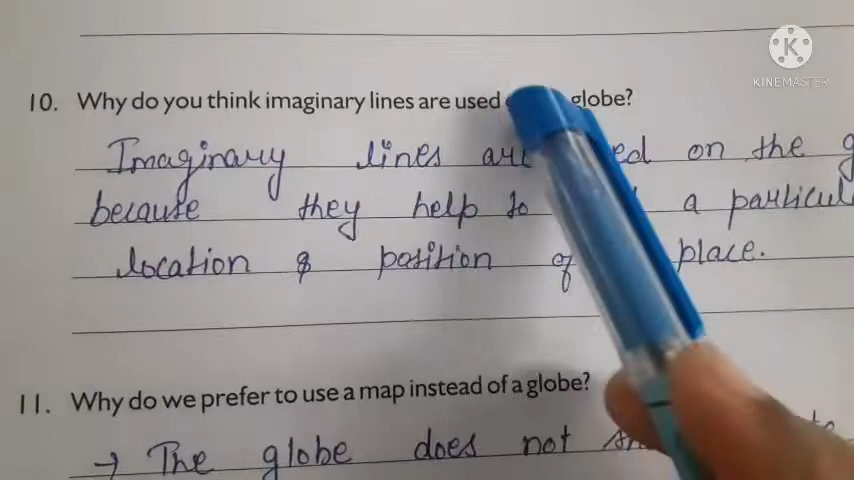 K
KINEMASTER
10. Why do you think imaginary lines are used globe?
Imaginary lines are on the
because they help to a
location & position of place.
11. Why do we prefer to use a map instead of a globe?
→ The globe does not